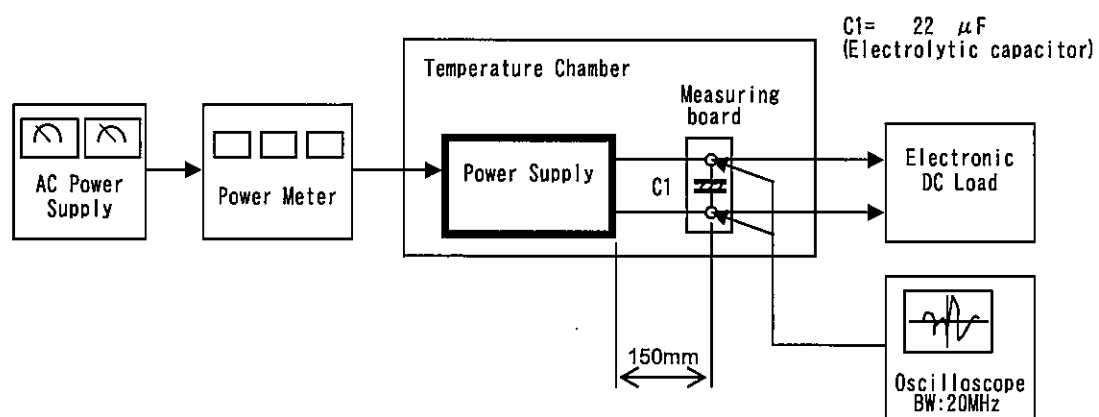 C1= 22 μF
(Electrolytic capacitor)
Temperature Chamber
Measuring
board
AC Power
Supply
Power Meter
Power Supply
C1
Electronic
DC Load
150mm
Oscilloscope
BW:20MHz